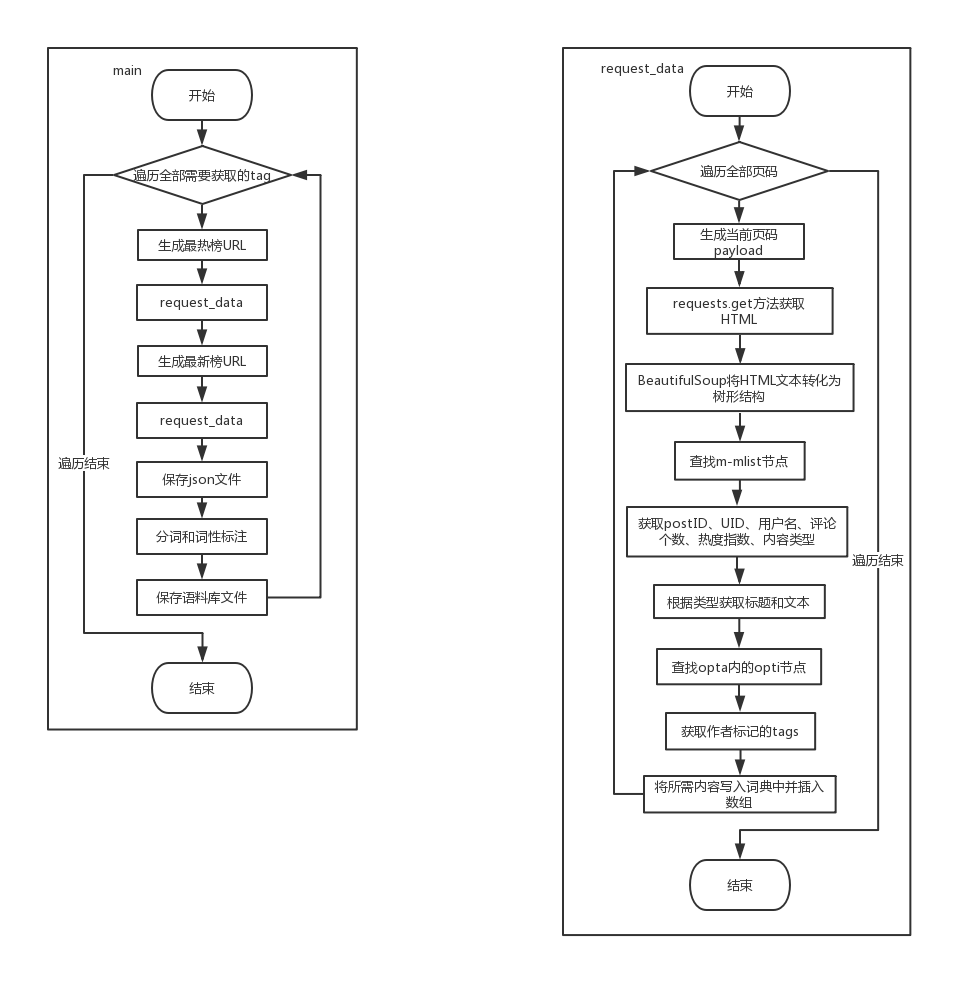 main
开始
遍历全部需要获取的tag
生成最热榜URL
request_data
生成最新榜URL
request_data
遍历结束
保存json文件
分词和词性标注
保存语料库文件
结束
request_data
开始
遍历全部页码
生成当前页码
payload
requests.get方法获取
HTML
BeautifulSoup将HTML文本转化为
树形结构
查找m-mlist节点
获取postID、UID、用户名、评论
个数、热度指数、内容类型
遍历结束
根据类型获取标题和文本
查找opta内的opti节点
获取作者标记的tags
将所需内容写入词典中并插入
数组
结束